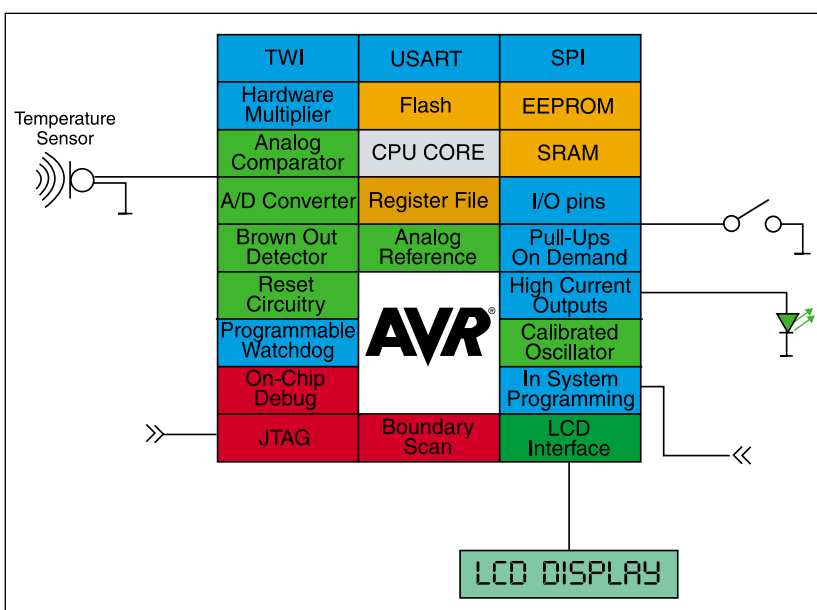 TWI
USART
SPI
Hardware
Multiplier
Flash
EEPROM
Temperature
Sensor
Analog
Comparator
CPU CORE
SRAM
A/D Converter
Register File
I/O pins
Brown Out
Detector
Analog
Reference
Pull-Ups
On Demand
Reset
Circuitry
AVR®
High Current
Outputs
Programmable
Watchdog
Calibrated
Oscillator
On-Chip
Debug
In System
Programming
JTAG
Boundary
Scan
LCD
Interface
LCD DISPLAY